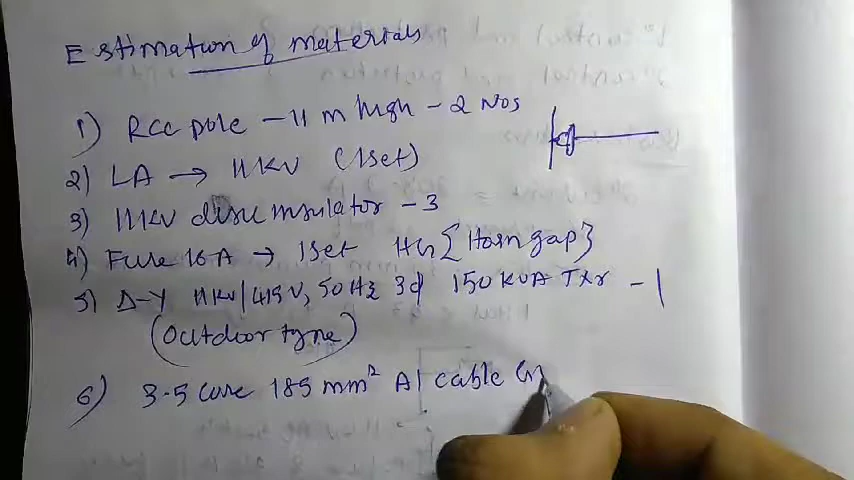 Estimation of materials
1) RCC pole - 11 m high - 2 Nos
2) LA → 11KV (1set)
3) 11KV disc insulator - 3
4) Fuse 16A → 1set HG {Horn gap}
5) Δ-Y 11KV/415V, 50Hz 3ϕ 150 KVA Txr - 1
(Outdoor type)
6) 3.5 core 185 mm² Al cable